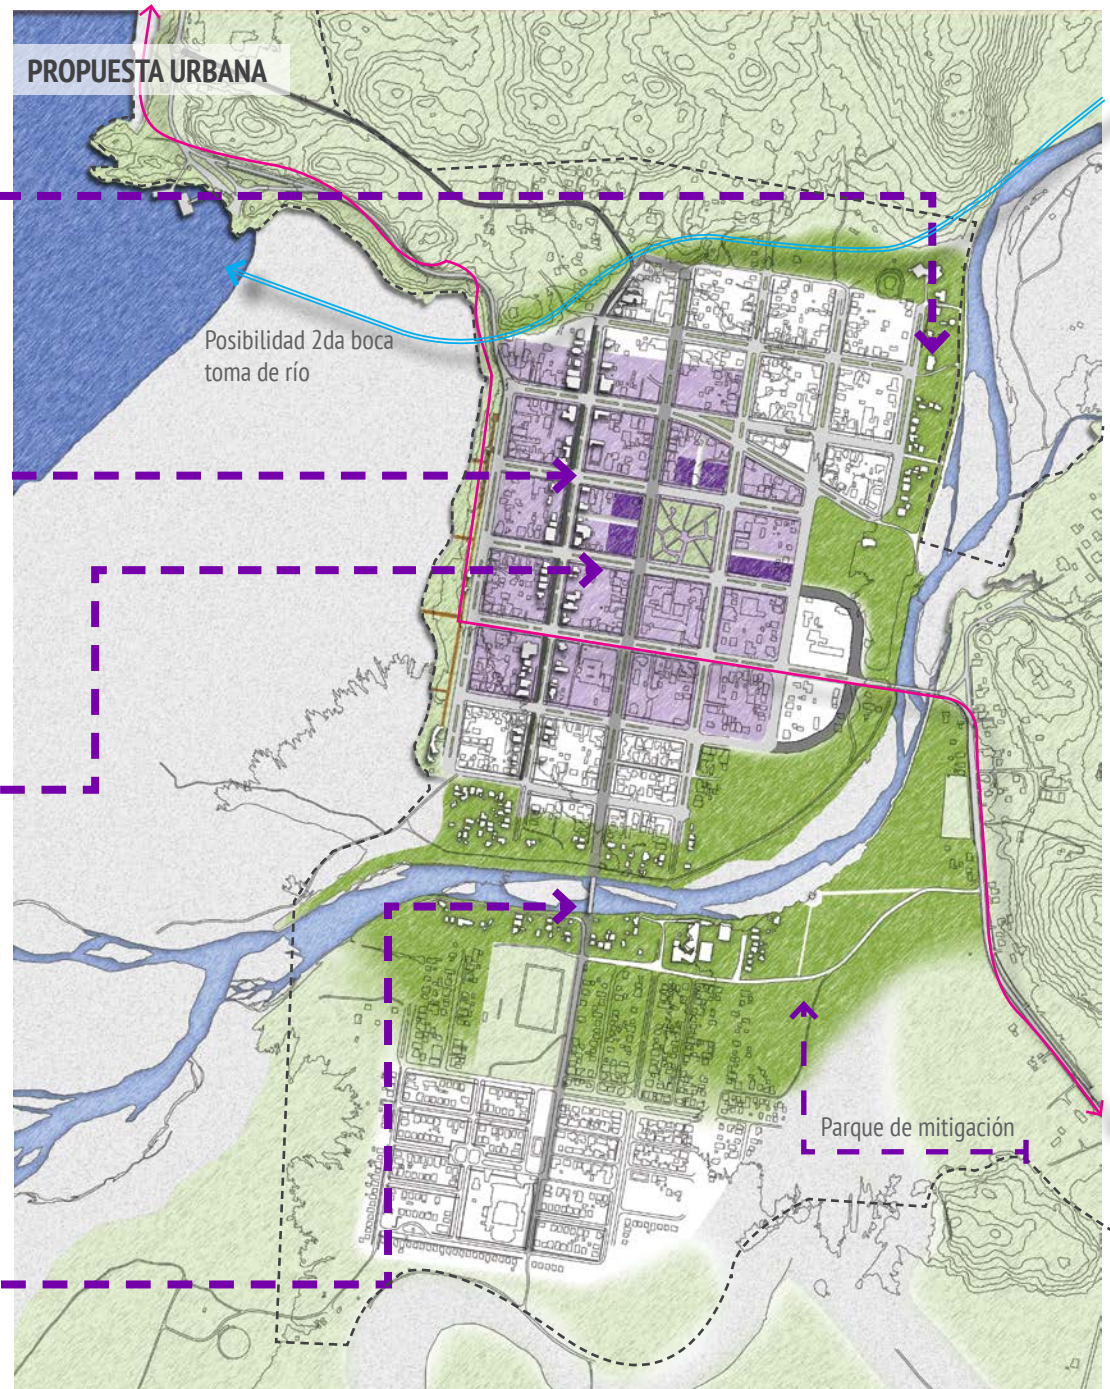 PROPUESTA URBANA
Posibilidad 2da boca
toma de río
Parque de mitigación